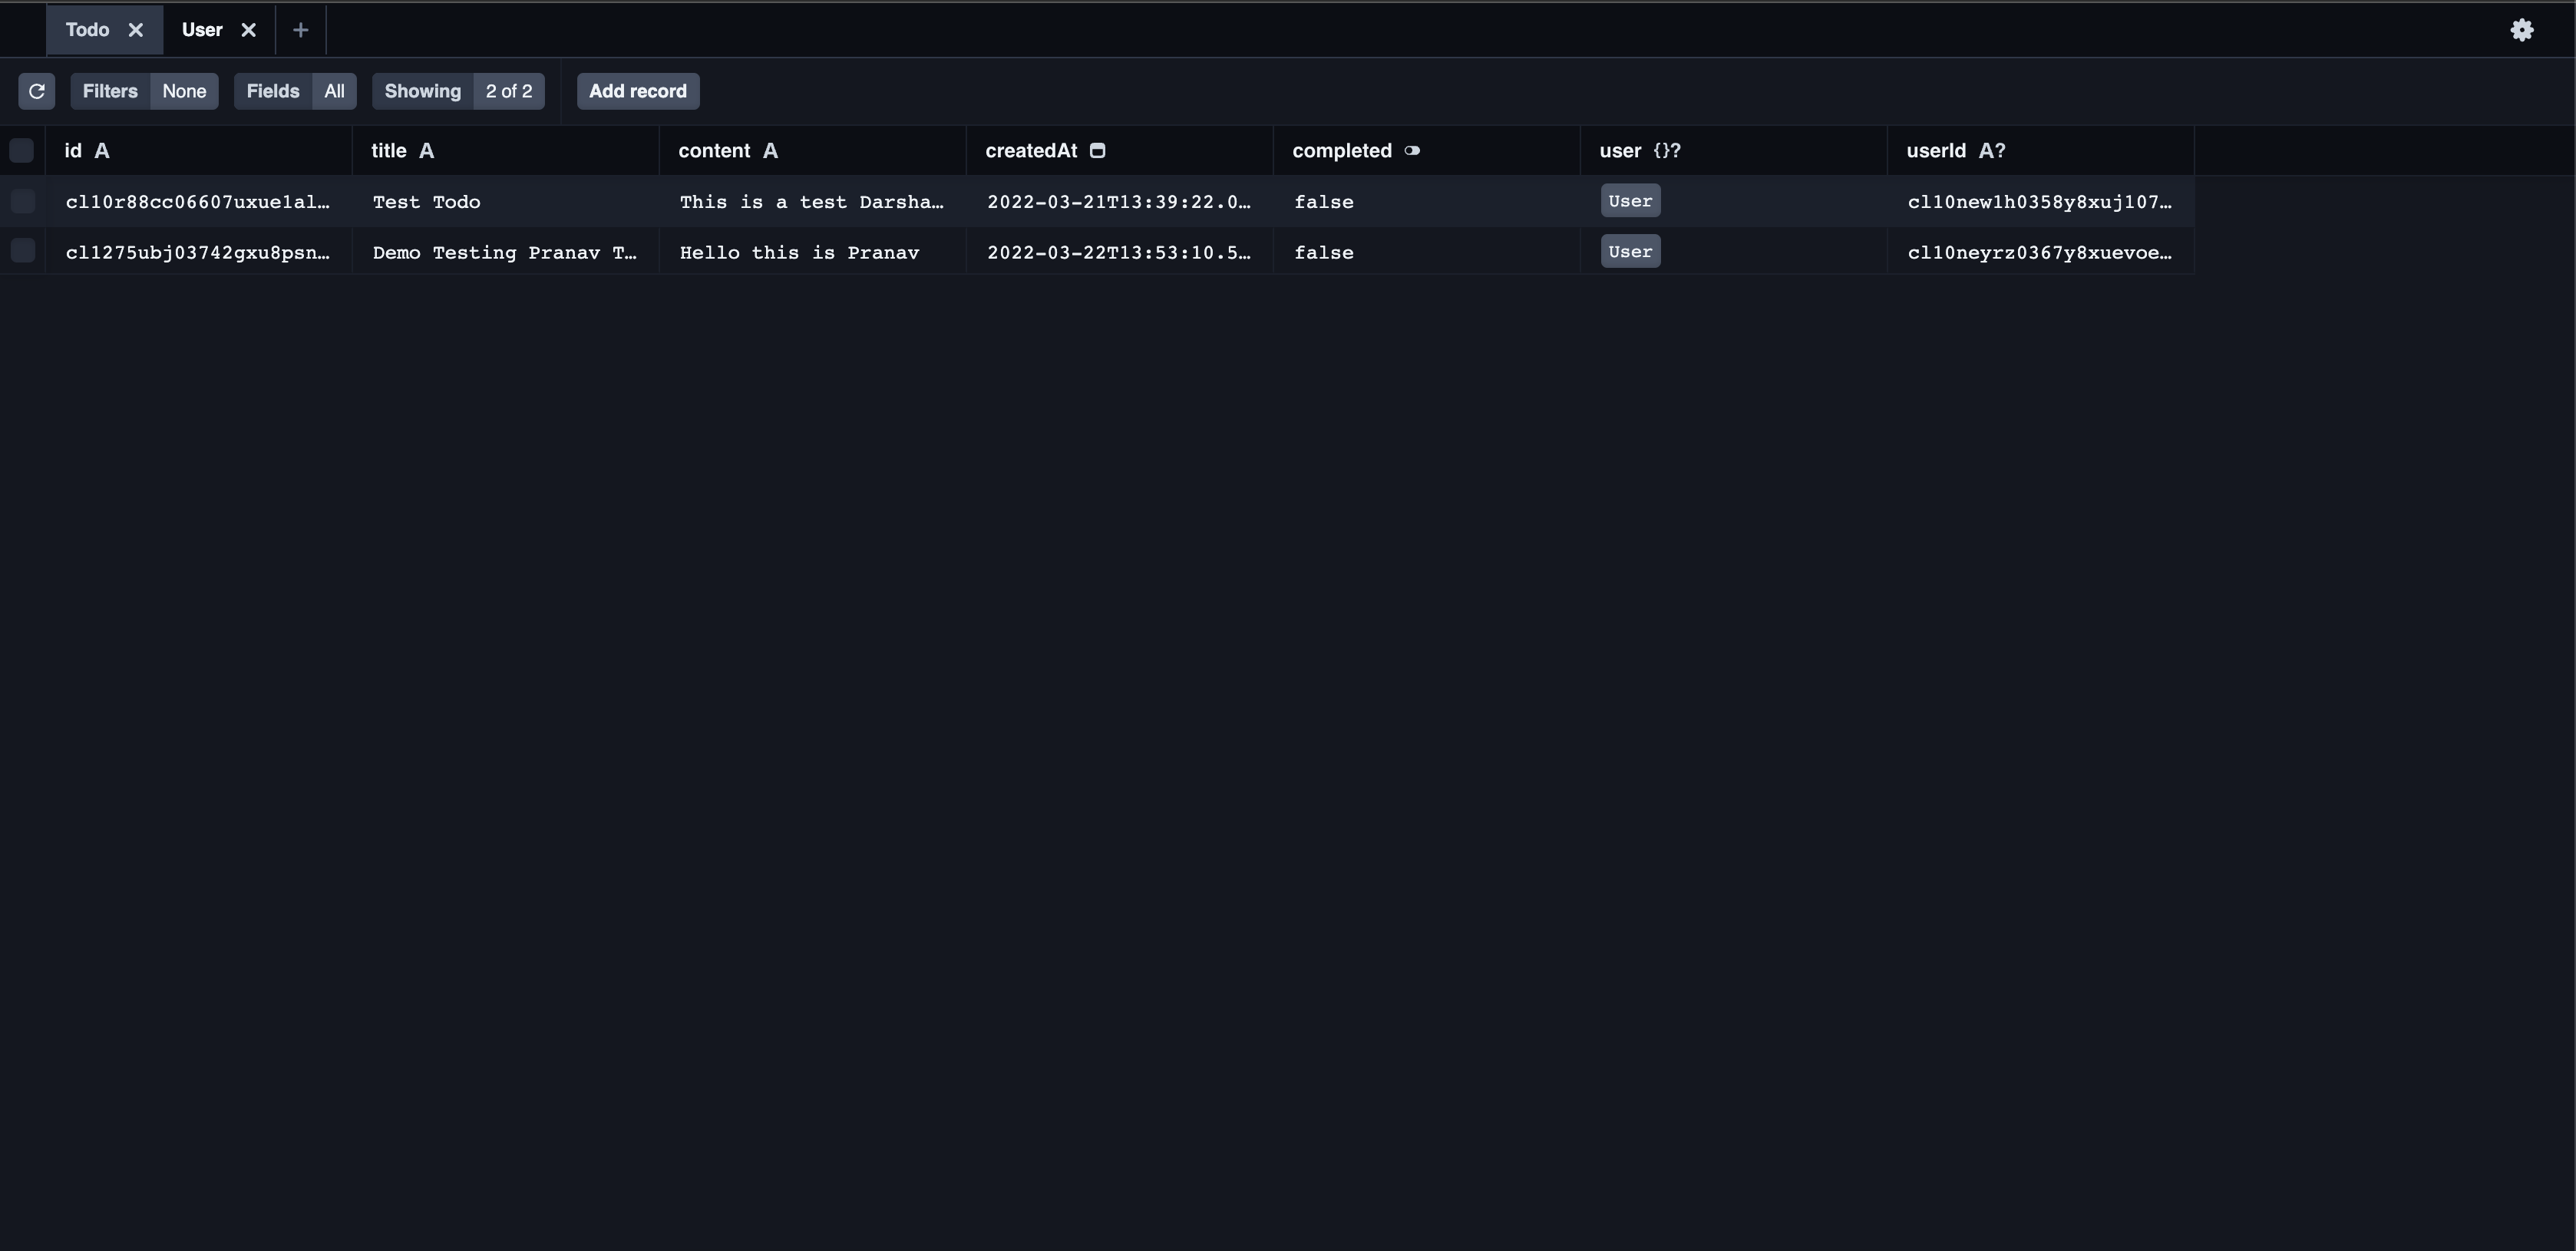 Todo User +
Filters None Fields All Showing 2 of 2 Add record
id A title A content A createdAt completed user {}? userId A?
cl10r88cc06607uxue1al… Test Todo This is a test Darsha… 2022-03-21T13:39:22.0… false User cl10new1h0358y8xuj107…
cl1275ubj03742gxu8psn… Demo Testing Pranav T… Hello this is Pranav 2022-03-22T13:53:10.5… false User cl10neyrz0367y8xuevoe…